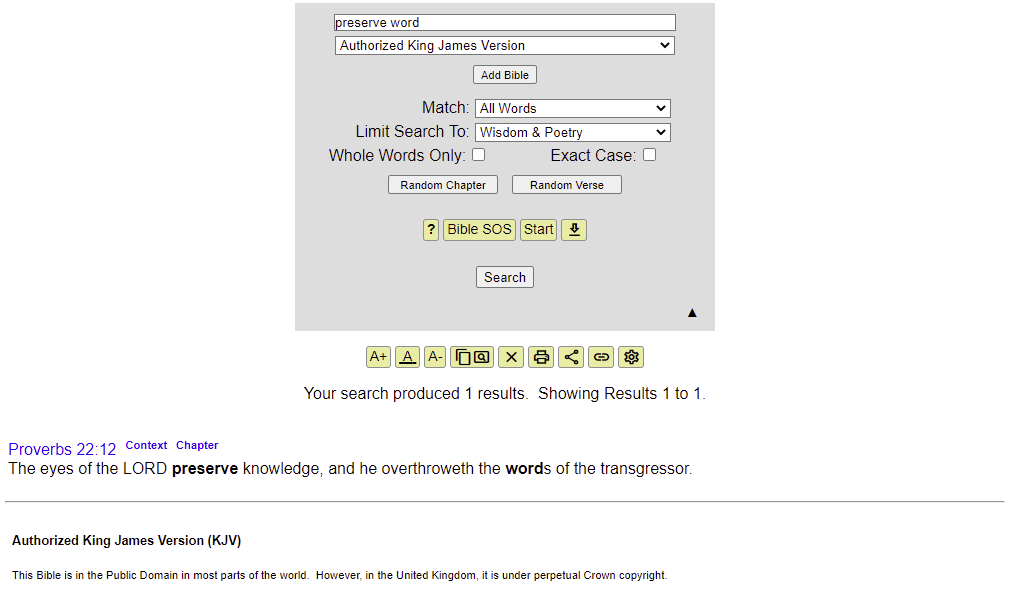 preserve word
Authorized King James Version
Add Bible
Match: All Words
Limit Search To: Wisdom & Poetry
Whole Words Only: Exact Case:
Random Chapter Random Verse
? Bible SOS Start
Search
▲
A+ A A-
Your search produced 1 results. Showing Results 1 to 1.
Proverbs 22:12 Context Chapter
The eyes of the LORD preserve knowledge, and he overthroweth the words of the transgressor.
Authorized King James Version (KJV)
This Bible is in the Public Domain in most parts of the world. However, in the United Kingdom, it is under perpetual Crown copyright.